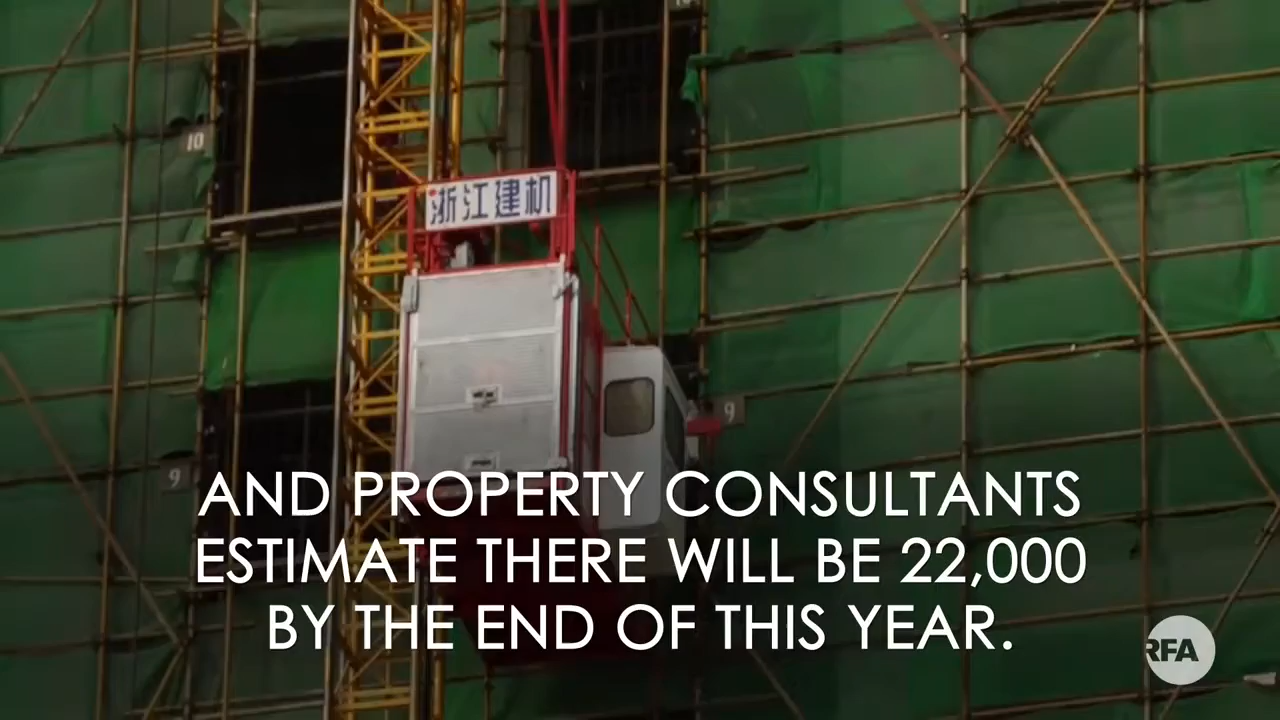 10
浙江建机
9
9
AND PROPERTY CONSULTANTS
ESTIMATE THERE WILL BE 22,000
BY THE END OF THIS YEAR.
RFA